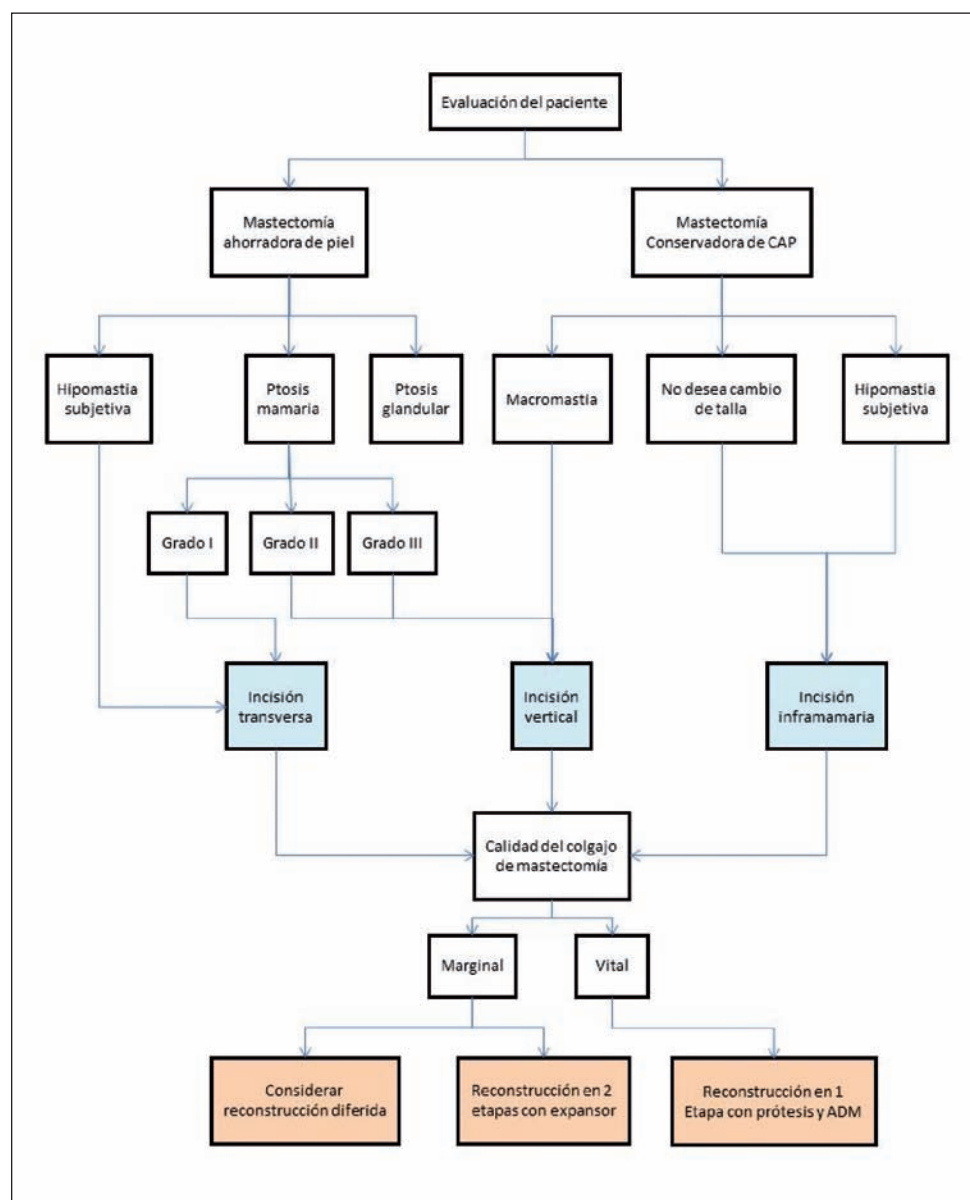 Evaluación del paciente
Mastectomía
ahorradora de piel
Mastectomía
Conservadora de CAP
Hipomastia
subjetiva
Ptosis
mamaria
Ptosis
glandular
Macromastia
No desea cambio
de talla
Hipomastia
subjetiva
Grado I
Grado II
Grado III
Incisión
transversa
Incisión
vertical
Incisión
inframamaria
Calidad del colgajo
de mastectomía
Marginal
Vital
Considerar
reconstrucción diferida
Reconstrucción en 2
etapas con expansor
Reconstrucción en 1
Etapa con prótesis y ADM